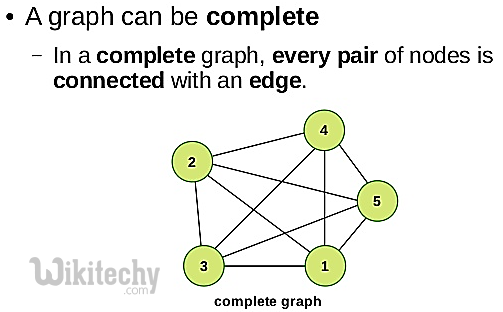 • A graph can be complete
– In a complete graph, every pair of nodes is
connected with an edge.
4
2
5
3
1
Wikitechy
.com
complete graph